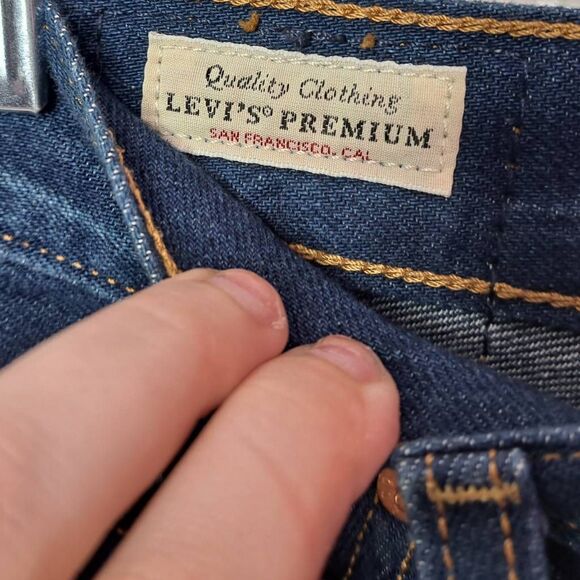 Quality Clothing
LEVI'S® PREMIUM
SAN FRANCISCO, CAL